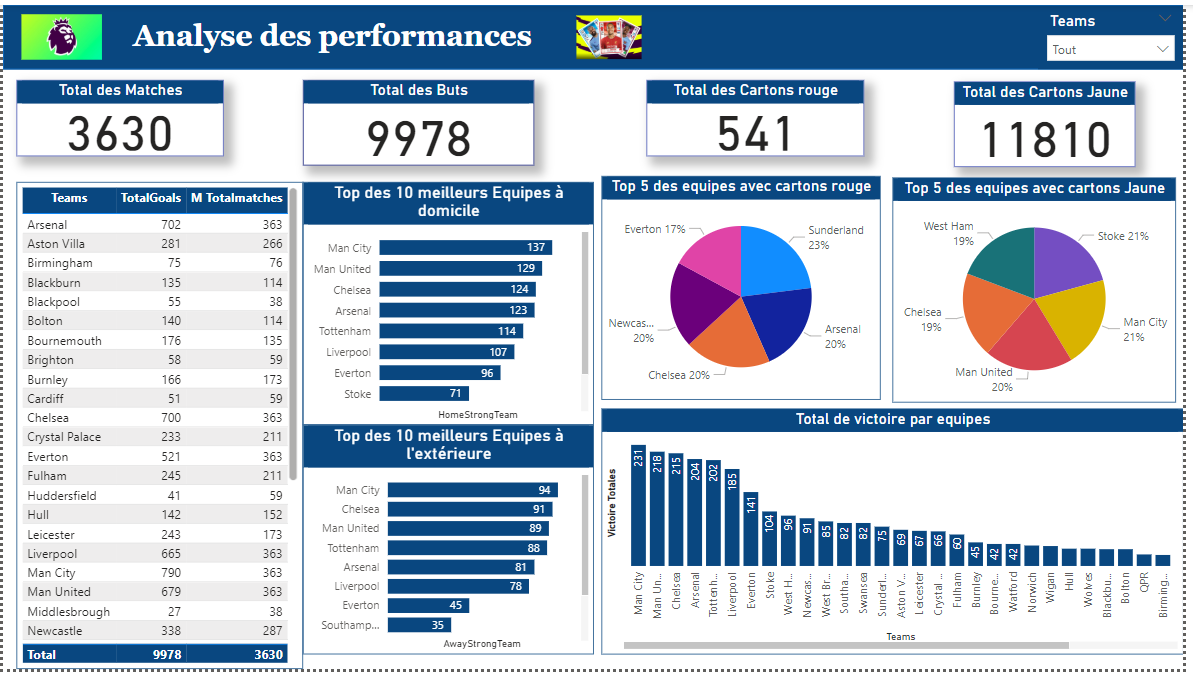 Analyse des performances
Teams
Tout
Total des Matches
3630
Total des Buts
9978
Total des Cartons rouge
541
Total des Cartons Jaune
11810
Teams TotalGoals M Totalmatches
Arsenal 702 363
Aston Villa 281 266
Birmingham 75 76
Blackburn 135 114
Blackpool 55 38
Bolton 140 114
Bournemouth 176 135
Brighton 58 59
Burnley 166 173
Cardiff 51 59
Chelsea 700 363
Crystal Palace 233 211
Everton 521 363
Fulham 245 211
Huddersfield 41 59
Hull 142 152
Leicester 243 173
Liverpool 665 363
Man City 790 363
Man United 679 363
Middlesbrough 27 38
Newcastle 338 287
Total 9978 3630
Top des 10 meilleurs Equipes à
domicile
Man City 137
Man United 129
Chelsea 124
Arsenal 123
Tottenham 114
Liverpool 107
Everton 96
Stoke 71
HomeStrongTeam
Top des 10 meilleurs Equipes à
l'extérieure
Man City 94
Chelsea 91
Man United 89
Tottenham 88
Arsenal 81
Liverpool 78
Everton 45
Southamp... 35
AwayStrongTeam
Top 5 des equipes avec cartons rouge
Everton 17%
Sunderland
23%
Newcas...
20%
Arsenal
20%
Chelsea 20%
Top 5 des equipes avec cartons Jaune
West Ham
19%
Stoke 21%
Chelsea
19%
Man City
21%
Man United
20%
Total de victoire par equipes
Victoire Totales
231
218
215
204
202
185
141
104
96
91
85
82
82
75
69
67
66
60
45
42
42
Man City
Man Un...
Chelsea
Arsenal
Tottenh...
Liverpool
Everton
Stoke
West H...
Newcas...
West Br...
Southa...
Swansea
Sunderl...
Aston V...
Leicester
Crystal ...
Fulham
Burnley
Bourne...
Watford
Norwich
Wigan
Hull
Wolves
Blackbu...
Bolton
QPR
Birming...
Teams